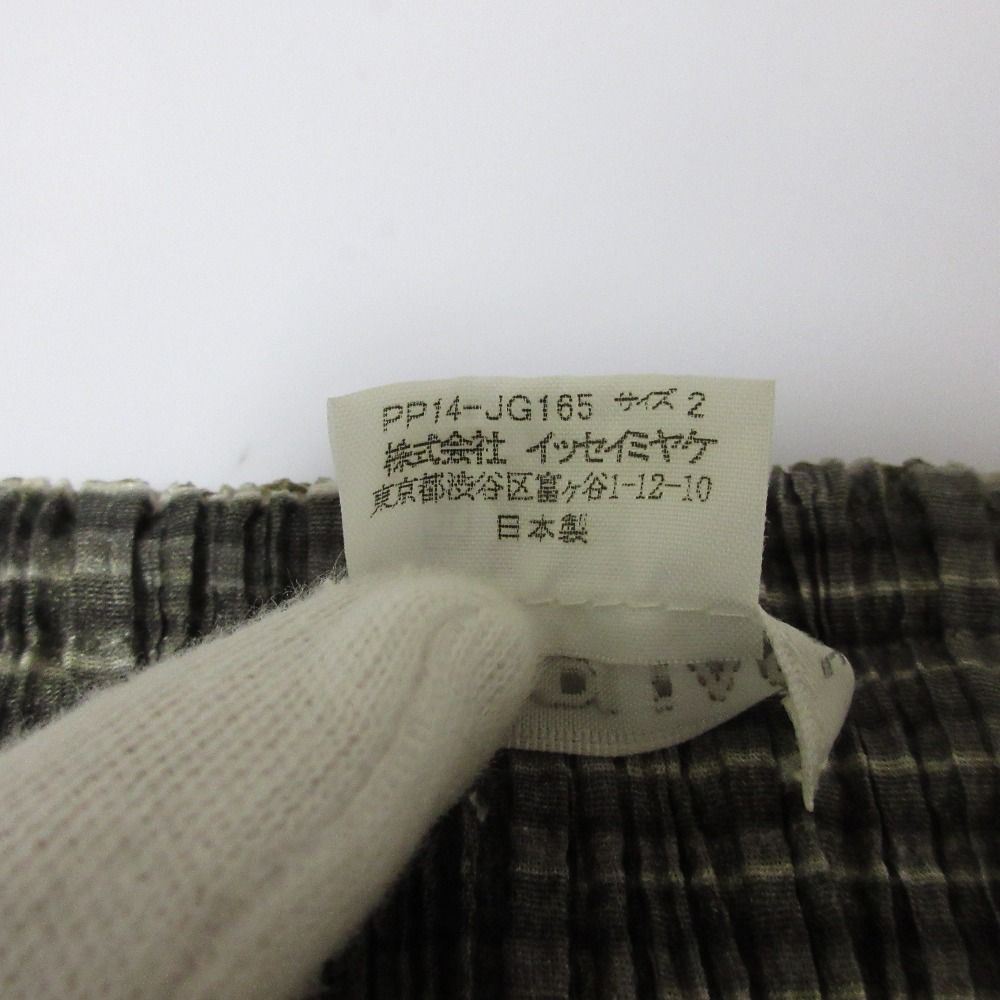 PP14-JG165 サイズ 2
株式会社 イッセイミヤケ
東京都渋谷区富ヶ谷1-12-10
日本製